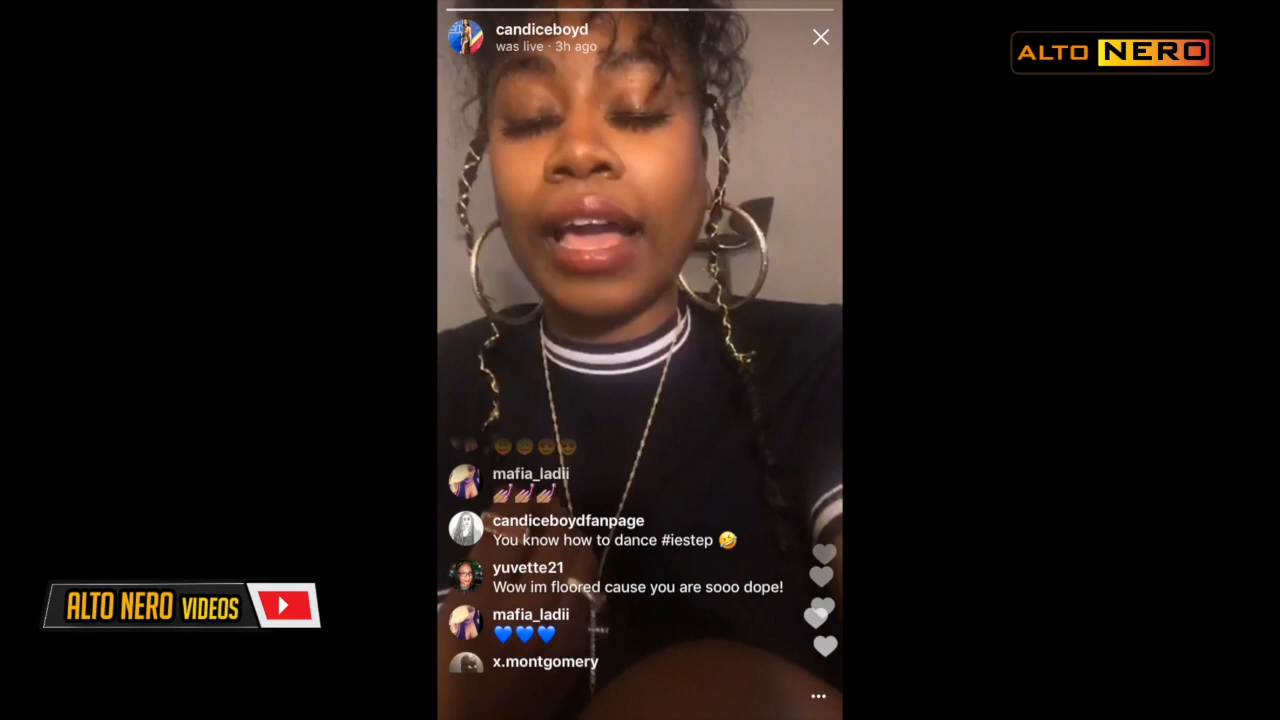 candiceboyd
was live · 3h ago
ALTO NERO
mafia_ladii
💅🏼💅🏼💅🏼
candiceboydfanpage
You know how to dance #iestep 🤣
yuvette21
Wow im floored cause you are sooo dope!
mafia_ladii
💙💙💙
x.montgomery
ALTO NERO VIDEOS